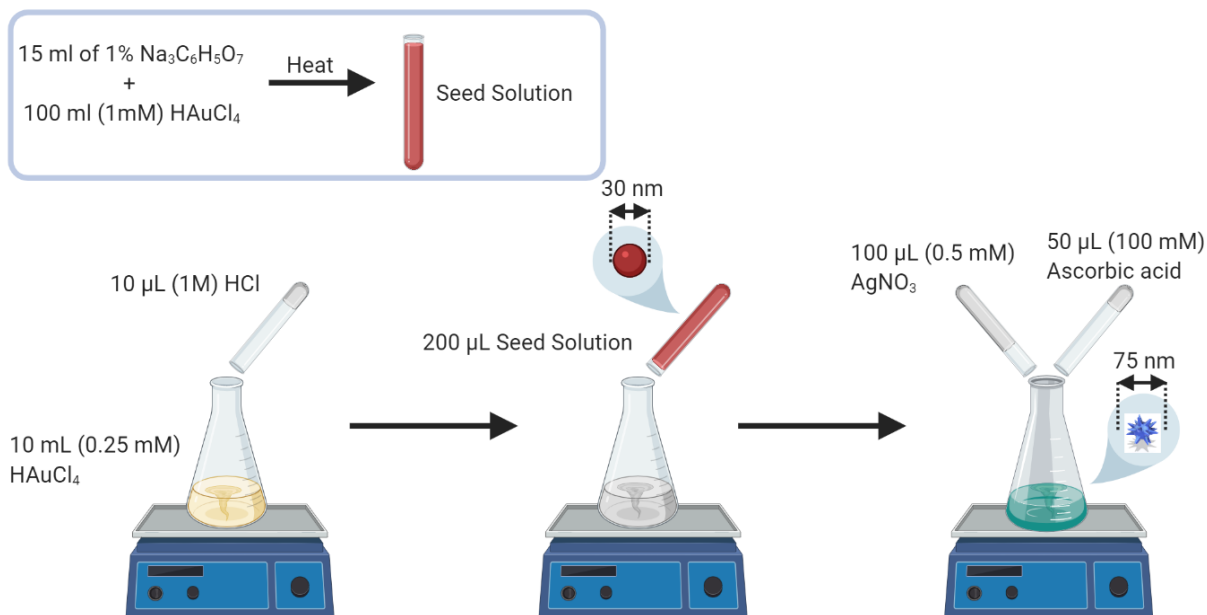 15 ml of 1% Na₃C₆H₅O₇
+
100 ml (1mM) HAuCl₄
Heat
Seed Solution
10 µL (1M) HCl
10 mL (0.25 mM)
HAuCl₄
30 nm
200 µL Seed Solution
100 µL (0.5 mM)
AgNO₃
50 µL (100 mM)
Ascorbic acid
75 nm